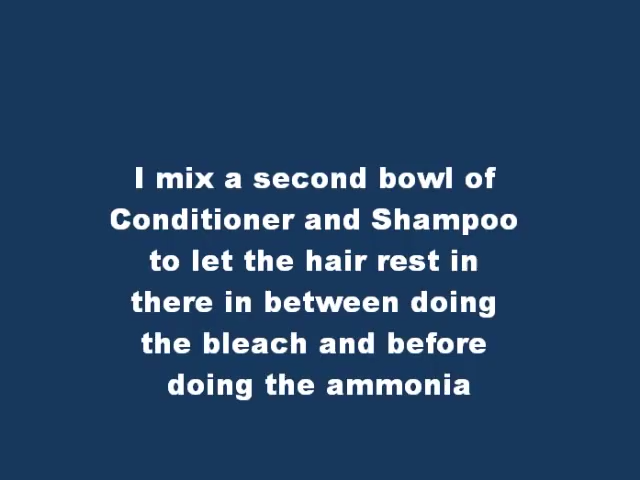 I mix a second bowl of
Conditioner and Shampoo
to let the hair rest in
there in between doing
the bleach and before
doing the ammonia